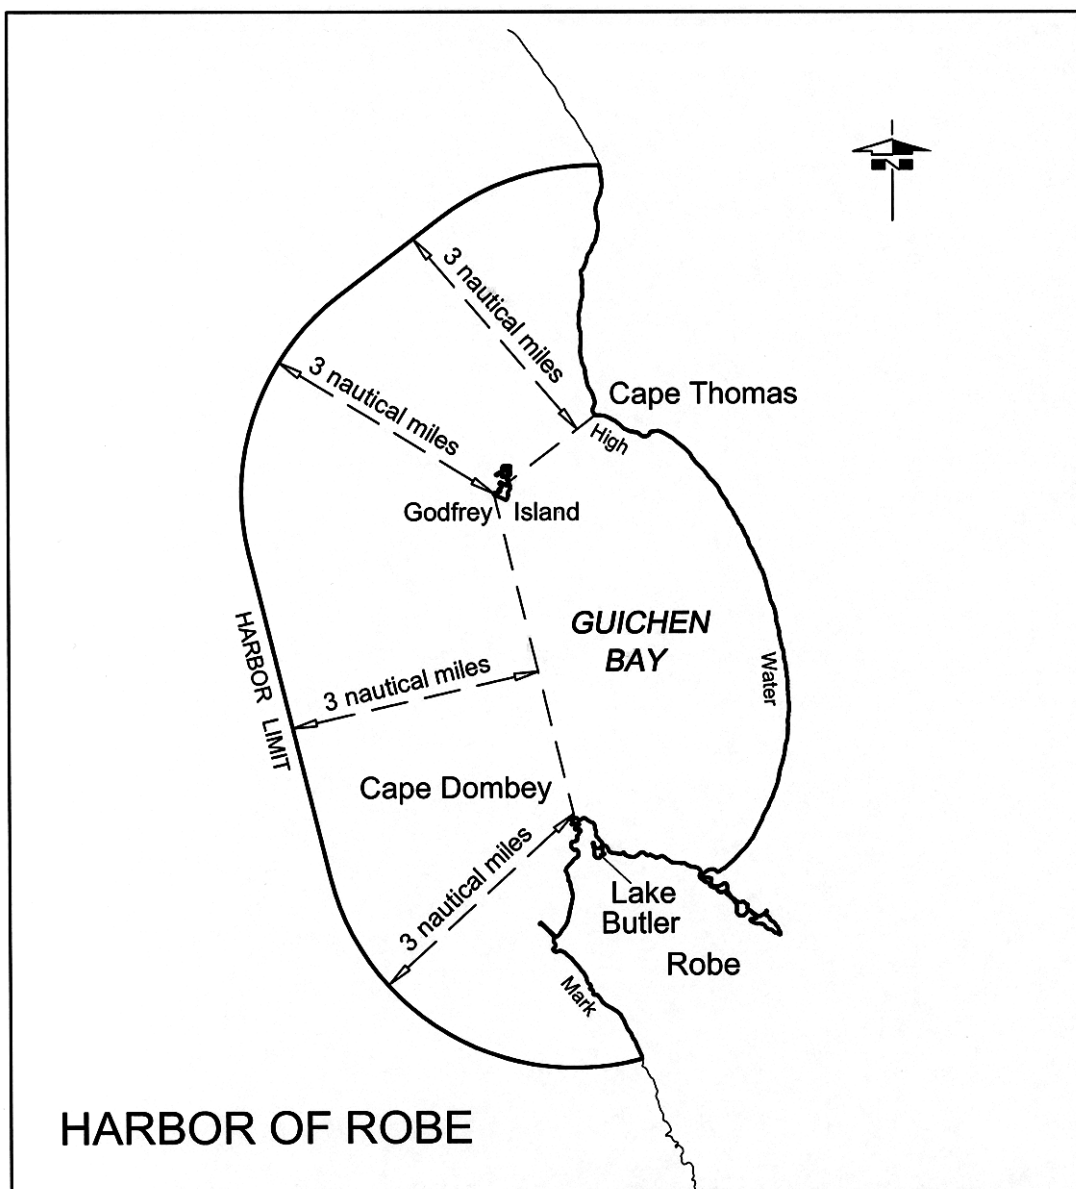 N
3 nautical miles
3 nautical miles
Cape Thomas
High
Godfrey Island
GUICHEN
BAY
HARBOR LIMIT
3 nautical miles
Water
Cape Dombey
3 nautical miles
Lake
Butler
Robe
Mark
HARBOR OF ROBE